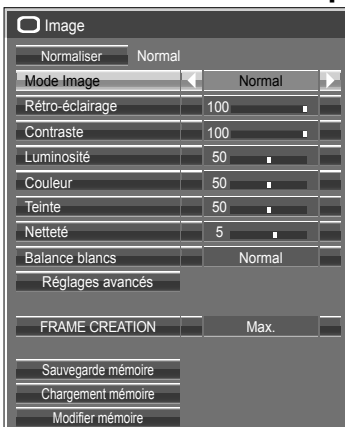 Image
Normaliser Normal
Mode Image Normal
Rétro-éclairage 100
Contraste 100
Luminosité 50
Couleur 50
Teinte 50
Netteté 5
Balance blancs Normal
Réglages avancés
FRAME CREATION Max.
Sauvegarde mémoire
Chargement mémoire
Modifier mémoire